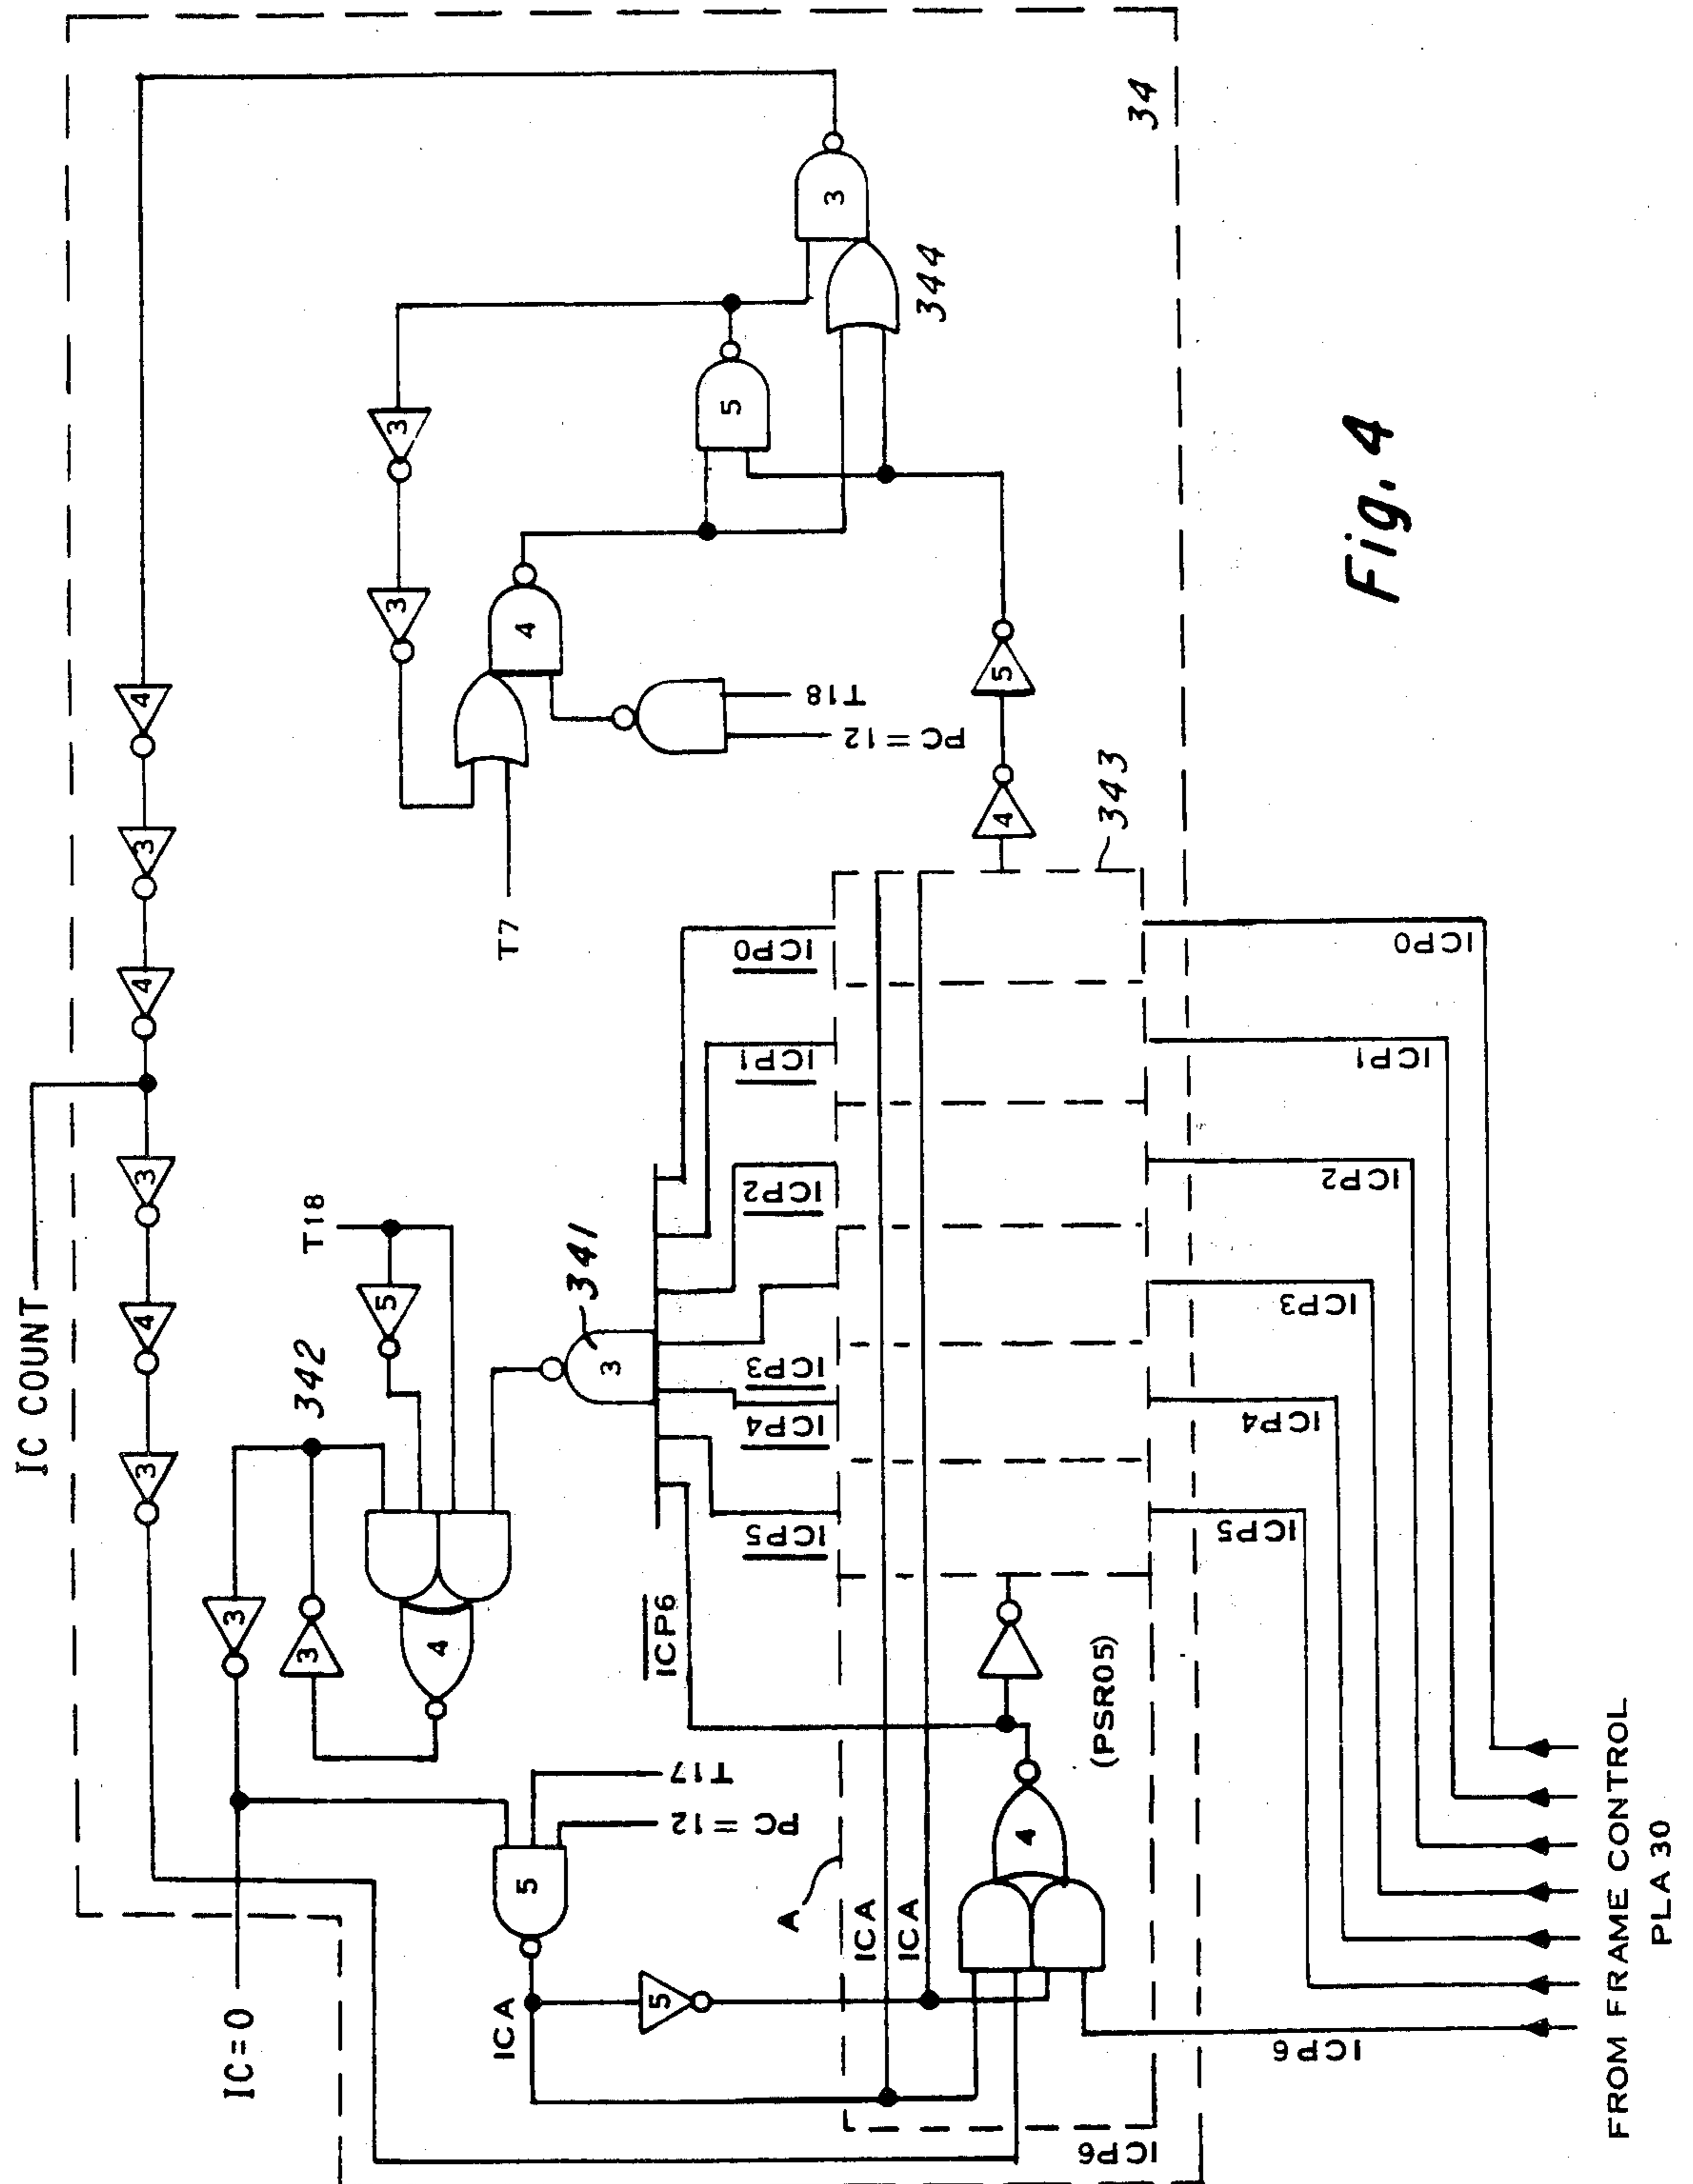 IC COUNT
IC=0
T18
342
341
ICA
T17
PC=12
T7
T18
PC=12
344
343
34
A
ICA
ICA
ICP6
ICP5
ICP4
ICP3
ICP2
ICP1
ICP0
(PSR05)
ICP6
ICP6
ICP5
ICP4
ICP3
ICP2
ICP1
ICP0
4
3
4
3
4
3
3
3
4
5
3
5
3
3
4
5
3
4
5
4
5
FROM FRAME CONTROL
PLA 30
Fig. 4